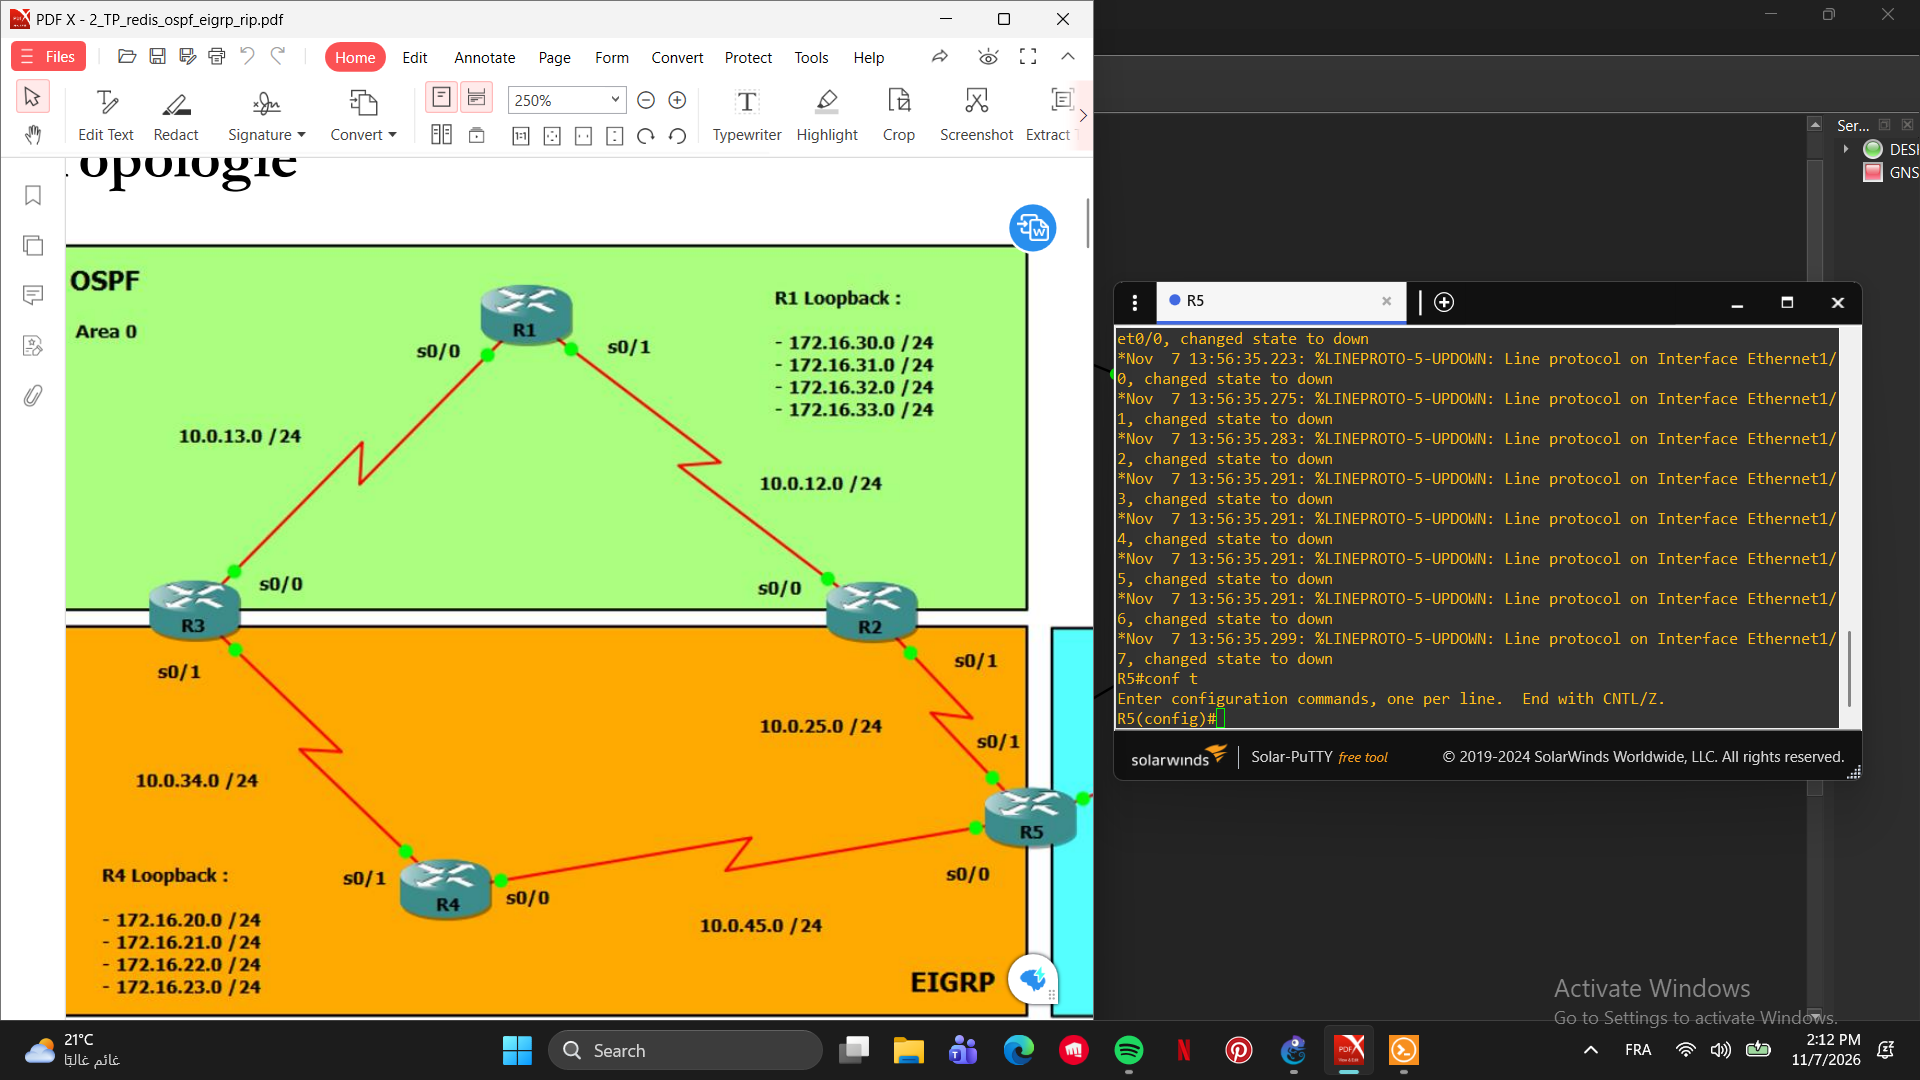 PDF X - 2_TP_redis_ospf_eigrp_rip.pdf
Files
Home
Edit
Annotate
Page
Form
Convert
Protect
Tools
Help
250%
Edit Text
Redact
Signature
Convert
Typewriter
Highlight
Crop
Screenshot
Extract
opologie
OSPF
Area 0
R1
s0/0
s0/1
R1 Loopback :
- 172.16.30.0 /24
- 172.16.31.0 /24
- 172.16.32.0 /24
- 172.16.33.0 /24
10.0.13.0 /24
10.0.12.0 /24
s0/0
s0/0
R3
R2
s0/1
s0/1
10.0.25.0 /24
s0/1
10.0.34.0 /24
R5
R4 Loopback :
- 172.16.20.0 /24
- 172.16.21.0 /24
- 172.16.22.0 /24
- 172.16.23.0 /24
s0/1
R4
s0/0
s0/0
10.0.45.0 /24
EIGRP
Ser...
DESH
GNS
R5
et0/0, changed state to down
*Nov  7 13:56:35.223: %LINEPROTO-5-UPDOWN: Line protocol on Interface Ethernet1/
0, changed state to down
*Nov  7 13:56:35.275: %LINEPROTO-5-UPDOWN: Line protocol on Interface Ethernet1/
1, changed state to down
*Nov  7 13:56:35.283: %LINEPROTO-5-UPDOWN: Line protocol on Interface Ethernet1/
2, changed state to down
*Nov  7 13:56:35.291: %LINEPROTO-5-UPDOWN: Line protocol on Interface Ethernet1/
3, changed state to down
*Nov  7 13:56:35.291: %LINEPROTO-5-UPDOWN: Line protocol on Interface Ethernet1/
4, changed state to down
*Nov  7 13:56:35.291: %LINEPROTO-5-UPDOWN: Line protocol on Interface Ethernet1/
5, changed state to down
*Nov  7 13:56:35.291: %LINEPROTO-5-UPDOWN: Line protocol on Interface Ethernet1/
6, changed state to down
*Nov  7 13:56:35.299: %LINEPROTO-5-UPDOWN: Line protocol on Interface Ethernet1/
7, changed state to down
R5#conf t
Enter configuration commands, one per line.  End with CNTL/Z.
R5(config)#
solarwinds
Solar-PuTTY free tool
© 2019-2024 SolarWinds Worldwide, LLC. All rights reserved.
Activate Windows
Go to Settings to activate Windows.
21°C
غائم غالبًا
Search
FRA
2:12 PM
11/7/2026